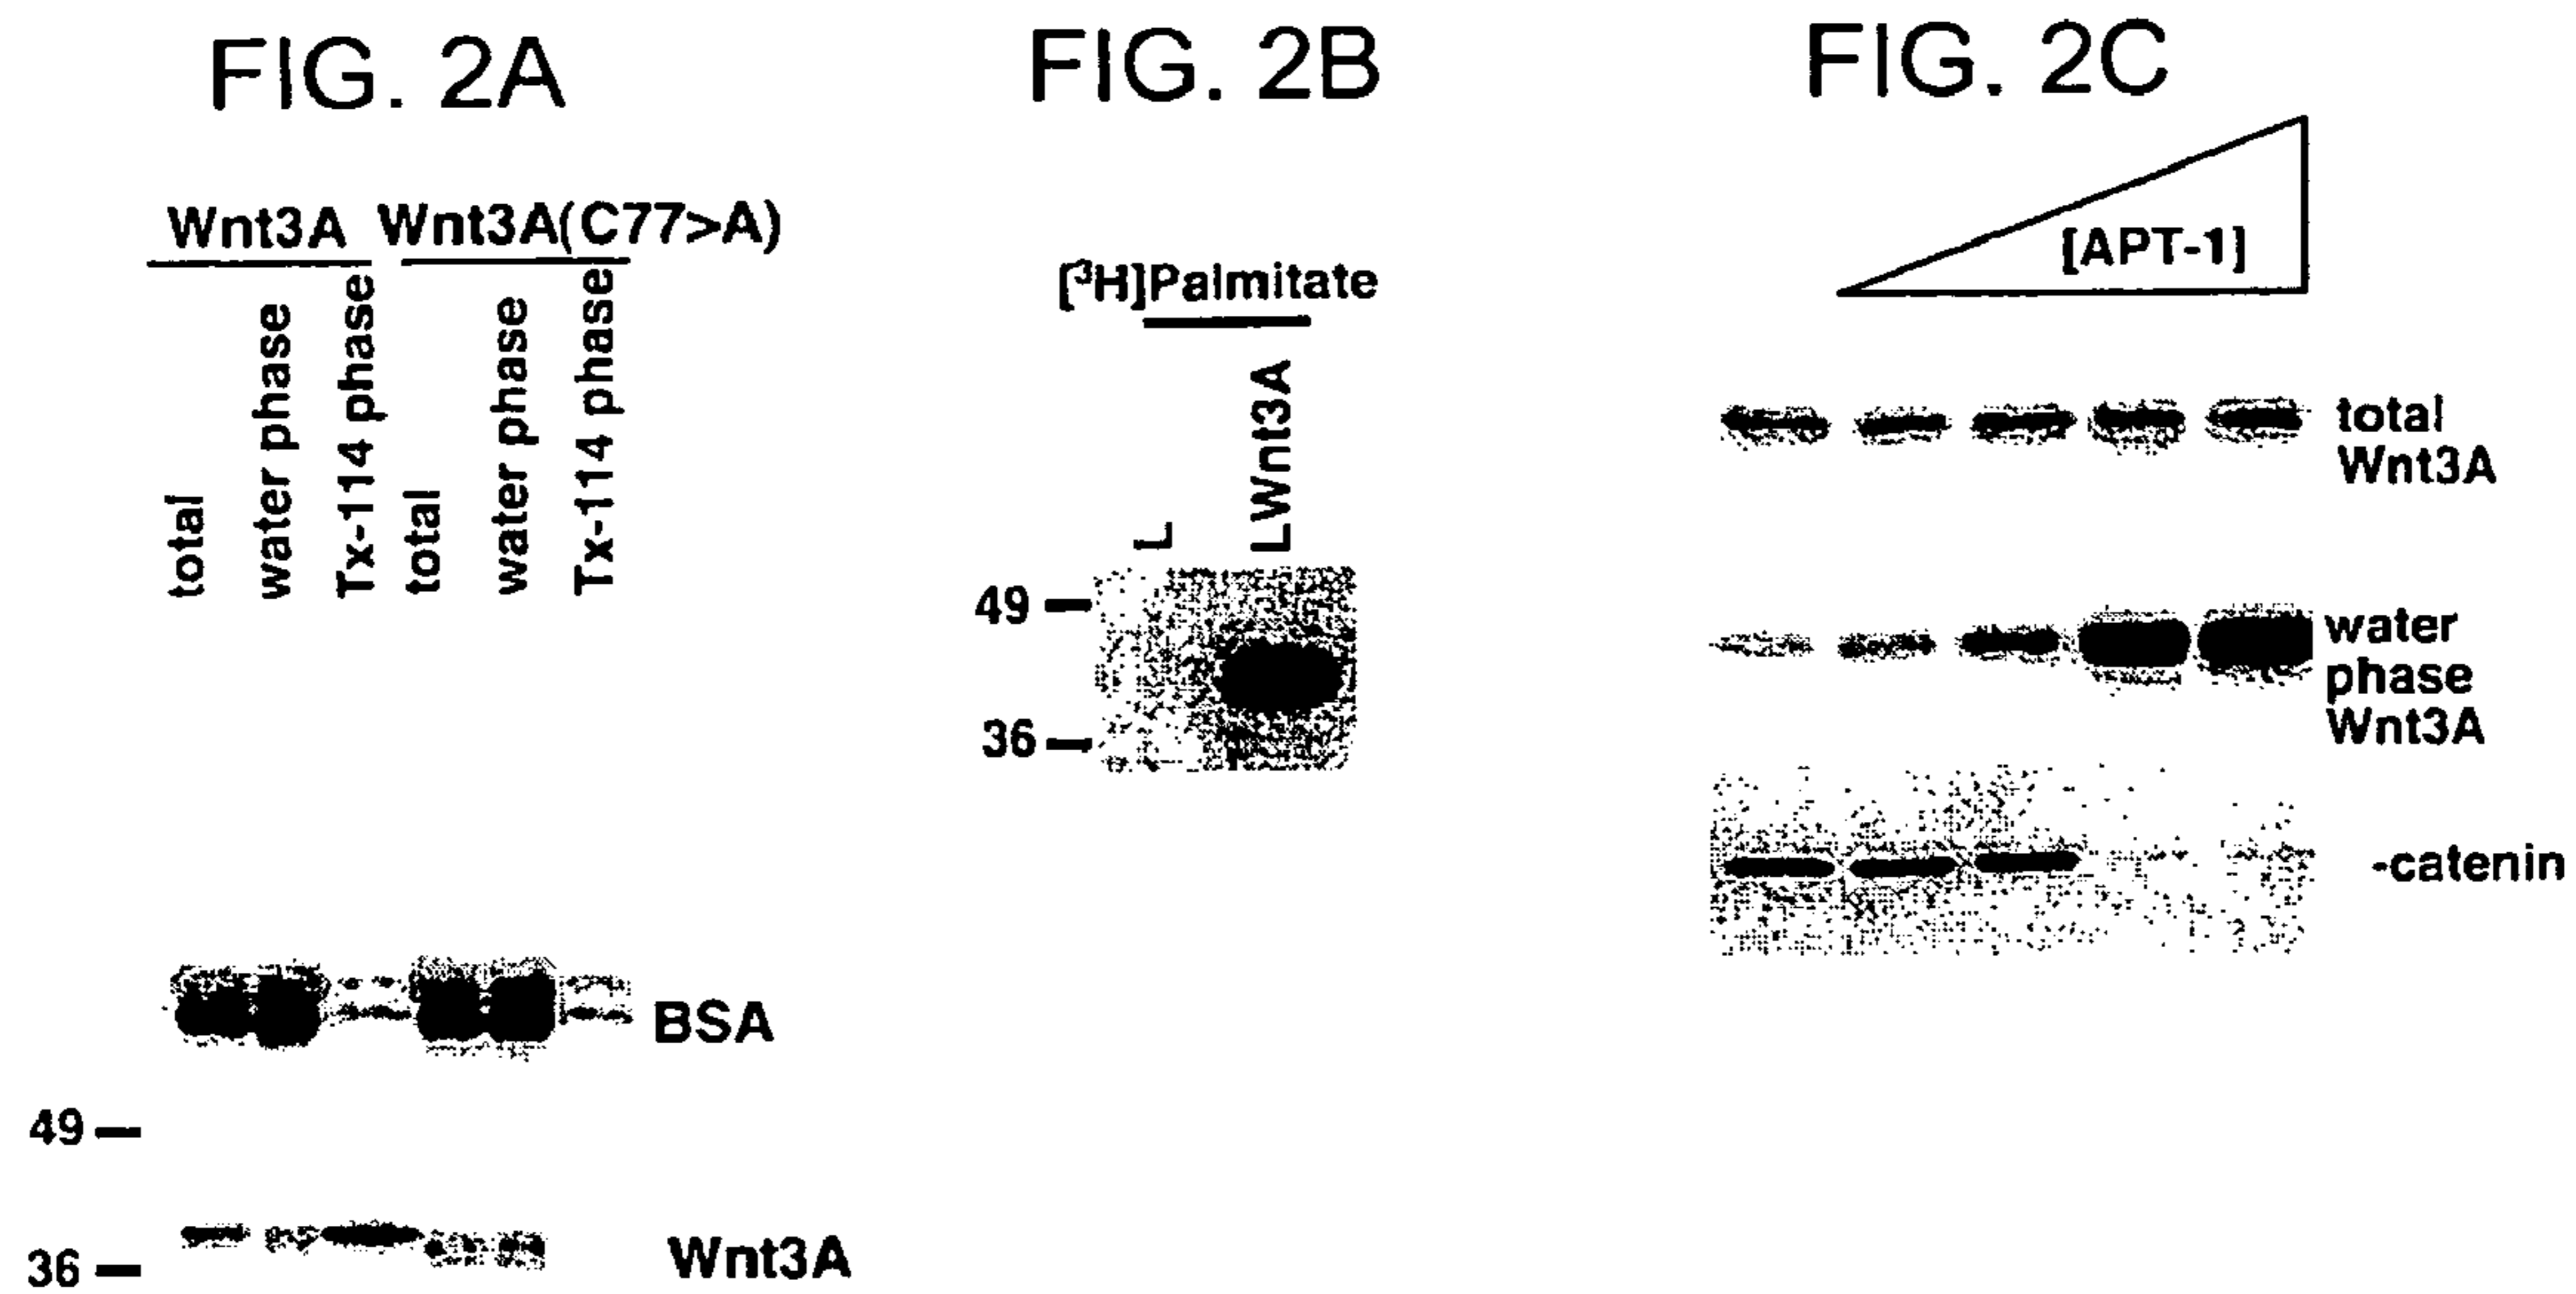 FIG. 2A
Wnt3A Wnt3A(C77>A)
total
water phase
Tx-114 phase
total
water phase
Tx-114 phase
BSA
49
36
Wnt3A
FIG. 2B
[³H]Palmitate
L
LWnt3A
49
36
FIG. 2C
[APT-1]
total
Wnt3A
water
phase
Wnt3A
-catenin